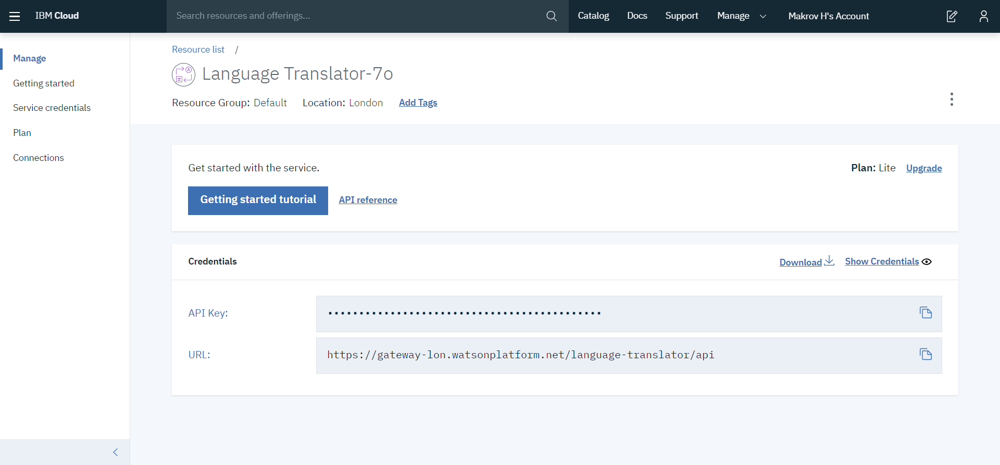 IBM Cloud
Search resources and offerings...
Catalog
Docs
Support
Manage
Makrov H's Account
Manage
Getting started
Service credentials
Plan
Connections
Resource list /
Language Translator-7o
Resource Group: Default
Location: London
Add Tags
Get started with the service.
Plan: Lite
Upgrade
Getting started tutorial
API reference
Credentials
Download
Show Credentials
API Key:
••••••••••••••••••••••••••••••••••••••••••••
URL:
https://gateway-lon.watsonplatform.net/language-translator/api